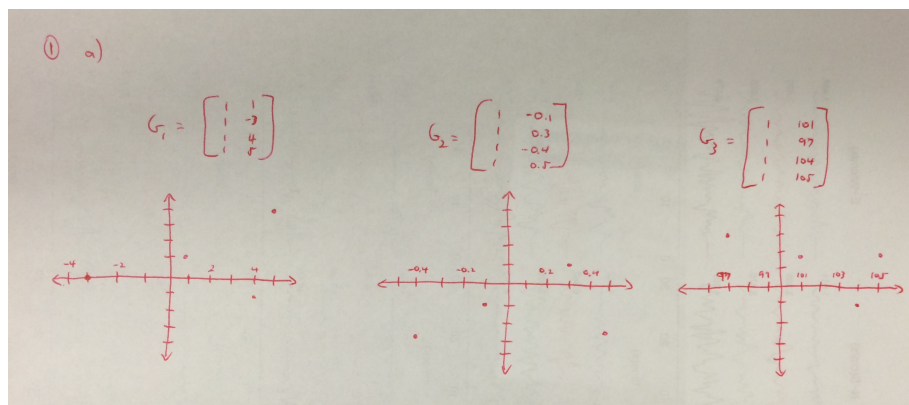 ① a)
G₁ = [ 1 1
1 -3
1 4
1 5 ]
G₂ = [ 1 -0.1
1 0.3
1 -0.4
1 0.5 ]
G₃ = [ 1 101
1 97
1 104
1 105 ]
-4 -2 2 4
-0.4 -0.2 0.2 0.4
97 101 103 105